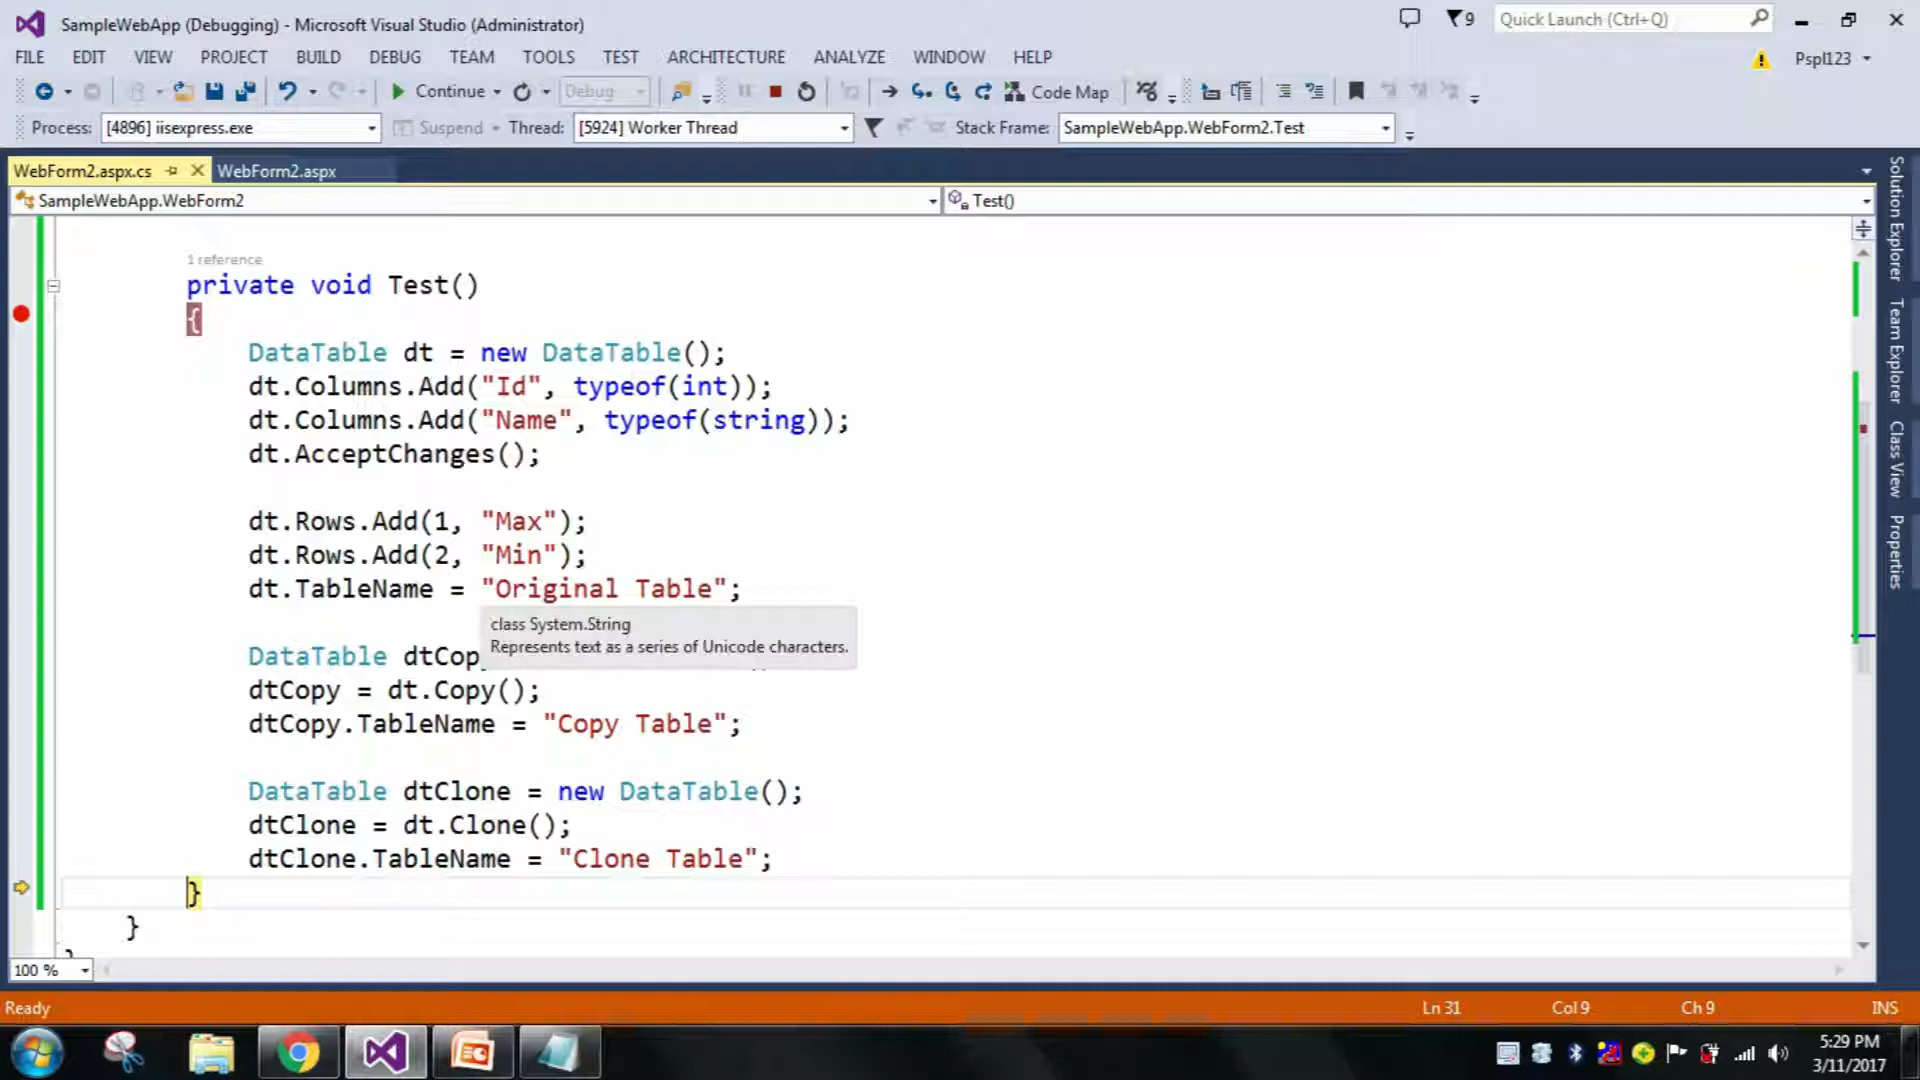 SampleWebApp (Debugging) - Microsoft Visual Studio (Administrator)
9
Quick Launch (Ctrl+Q)
FILE EDIT VIEW PROJECT BUILD DEBUG TEAM TOOLS TEST ARCHITECTURE ANALYZE WINDOW HELP
Pspl123
Continue Debug Code Map
Process: [4896] iisexpress.exe Suspend Thread: [5924] Worker Thread Stack Frame: SampleWebApp.WebForm2.Test
WebForm2.aspx.cs WebForm2.aspx
SampleWebApp.WebForm2 Test()
1 reference
private void Test()
{
DataTable dt = new DataTable();
dt.Columns.Add("Id", typeof(int));
dt.Columns.Add("Name", typeof(string));
dt.AcceptChanges();
dt.Rows.Add(1, "Max");
dt.Rows.Add(2, "Min");
dt.TableName = "Original Table";
class System.String
Represents text as a series of Unicode characters.
DataTable
dtCopy = dt.Copy();
dtCopy.TableName = "Copy Table";
DataTable dtClone = new DataTable();
dtClone = dt.Clone();
dtClone.TableName = "Clone Table";
}
}
100 %
Solution Explorer
Team Explorer
Class View
Properties
Ready Ln 31 Col 9 Ch 9 INS
5:29 PM
3/11/2017